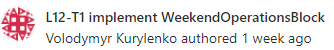 L12-T1 implement WeekendOperationsBlock
Volodymyr Kurylenko authored 1 week ago